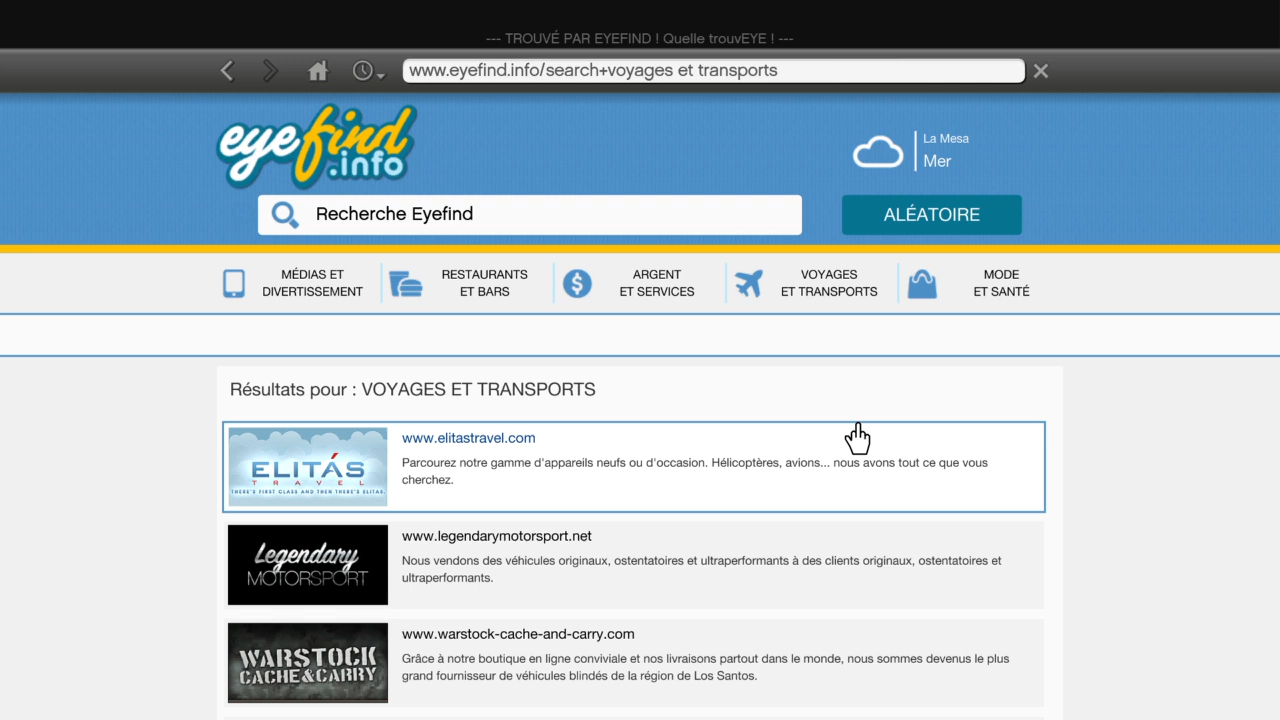 --- TROUVÉ PAR EYEFIND ! Quelle trouvEYE ! ---
www.eyefind.info/search+voyages et transports
eyefind
.info
La Mesa
Mer
Recherche Eyefind
ALÉATOIRE
MÉDIAS ET
DIVERTISSEMENT
RESTAURANTS
ET BARS
ARGENT
ET SERVICES
VOYAGES
ET TRANSPORTS
MODE
ET SANTÉ
Résultats pour : VOYAGES ET TRANSPORTS
ELITÁS
TRAVEL
THERE'S FIRST CLASS AND THEN THERE'S ELITAS.
www.elitastravel.com
Parcourez notre gamme d'appareils neufs ou d'occasion. Hélicoptères, avions... nous avons tout ce que vous
cherchez.
Legendary
MOTORSPORT
www.legendarymotorsport.net
Nous vendons des véhicules originaux, ostentatoires et ultraperformants à des clients originaux, ostentatoires et
ultraperformants.
WARSTOCK
CACHE&CARRY
www.warstock-cache-and-carry.com
Grâce à notre boutique en ligne conviviale et nos livraisons partout dans le monde, nous sommes devenus le plus
grand fournisseur de véhicules blindés de la région de Los Santos.